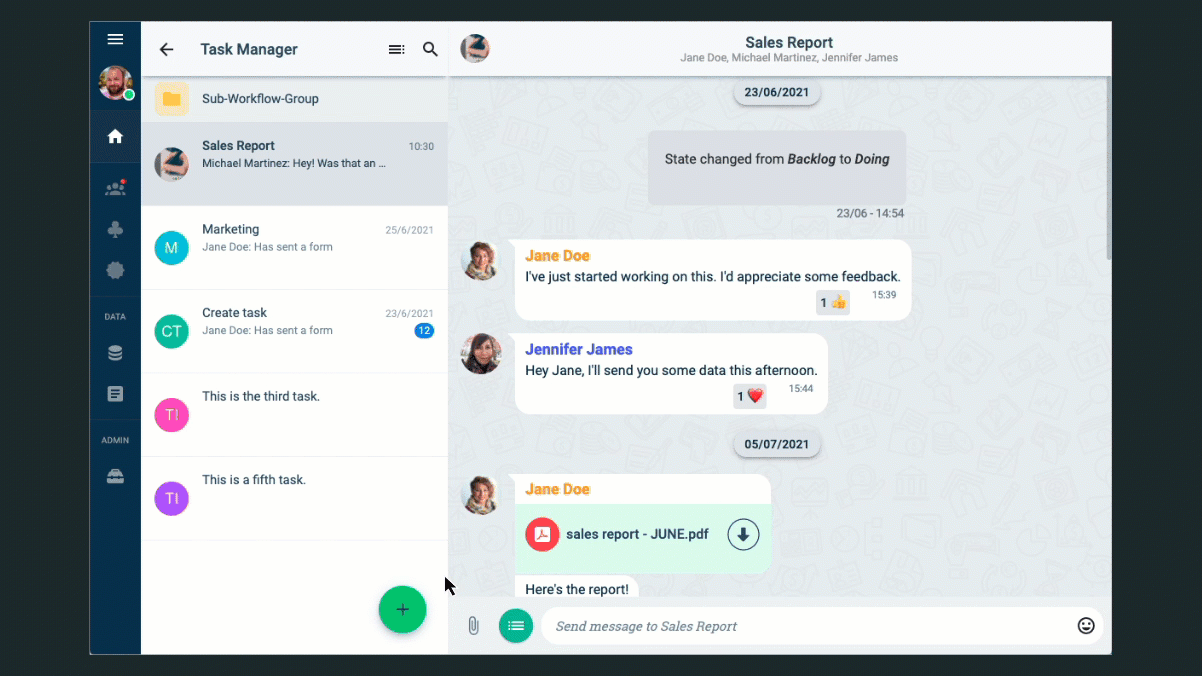 Task Manager
Sub-Workflow-Group
Sales Report
10:30
Michael Martinez: Hey! Was that an ...
M
Marketing
25/6/2021
Jane Doe: Has sent a form
CT
Create task
23/6/2021
Jane Doe: Has sent a form
12
TI
This is the third task.
TI
This is a fifth task.
DATA
ADMIN
+
Sales Report
Jane Doe, Michael Martinez, Jennifer James
23/06/2021
State changed from Backlog to Doing
23/06 - 14:54
Jane Doe
I've just started working on this. I'd appreciate some feedback.
1 👍
15:39
Jennifer James
Hey Jane, I'll send you some data this afternoon.
1 ❤️
15:44
05/07/2021
Jane Doe
sales report - JUNE.pdf
Here's the report!
Send message to Sales Report